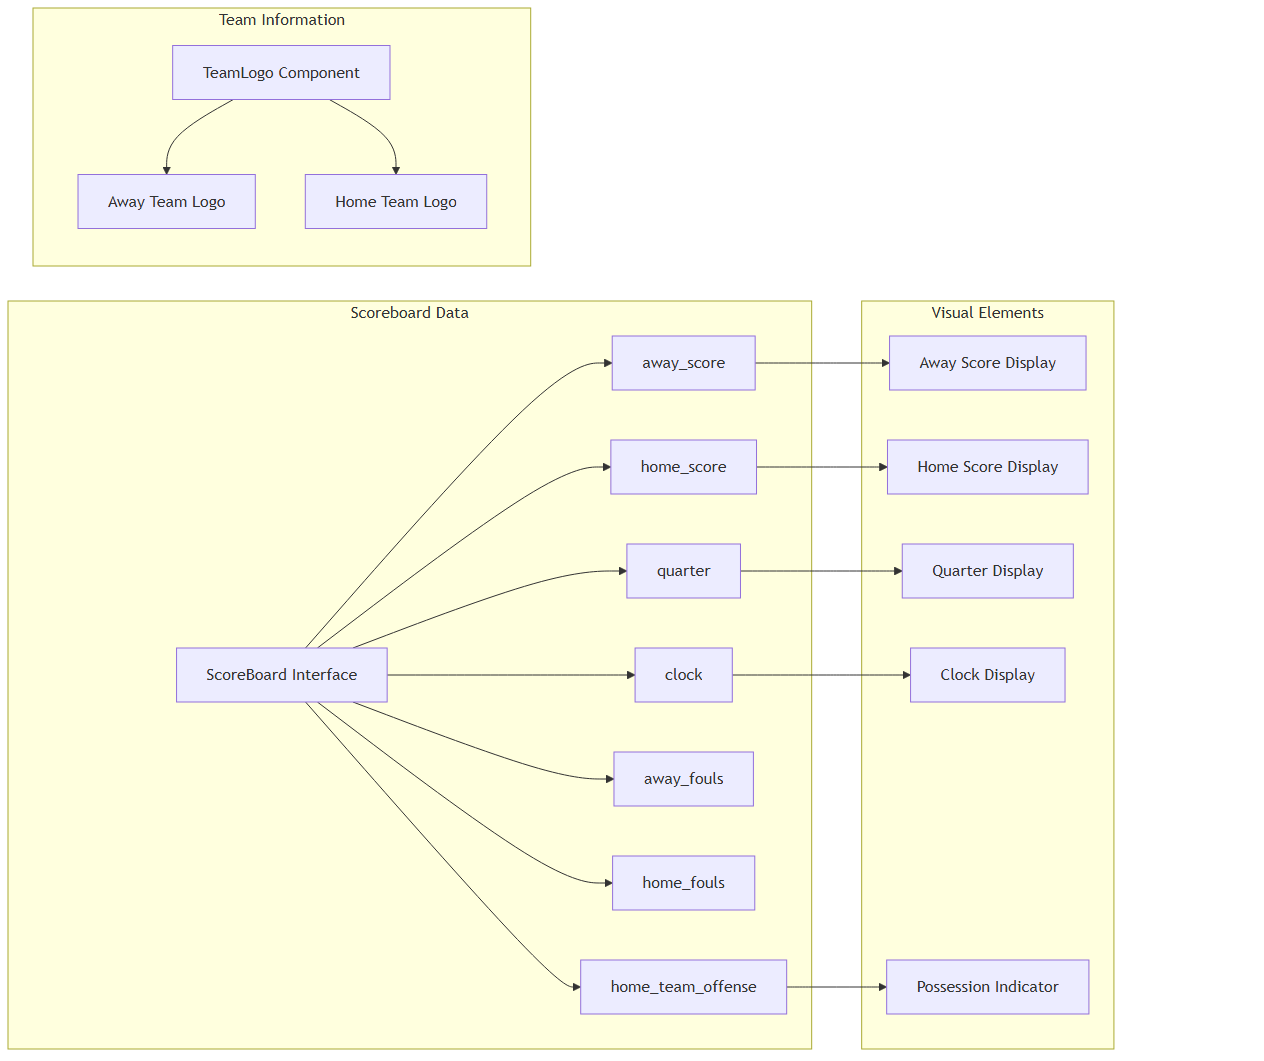 Team Information
TeamLogo Component
Away Team Logo
Home Team Logo
Scoreboard Data
Visual Elements
away_score
Away Score Display
home_score
Home Score Display
quarter
Quarter Display
ScoreBoard Interface
clock
Clock Display
away_fouls
home_fouls
home_team_offense
Possession Indicator